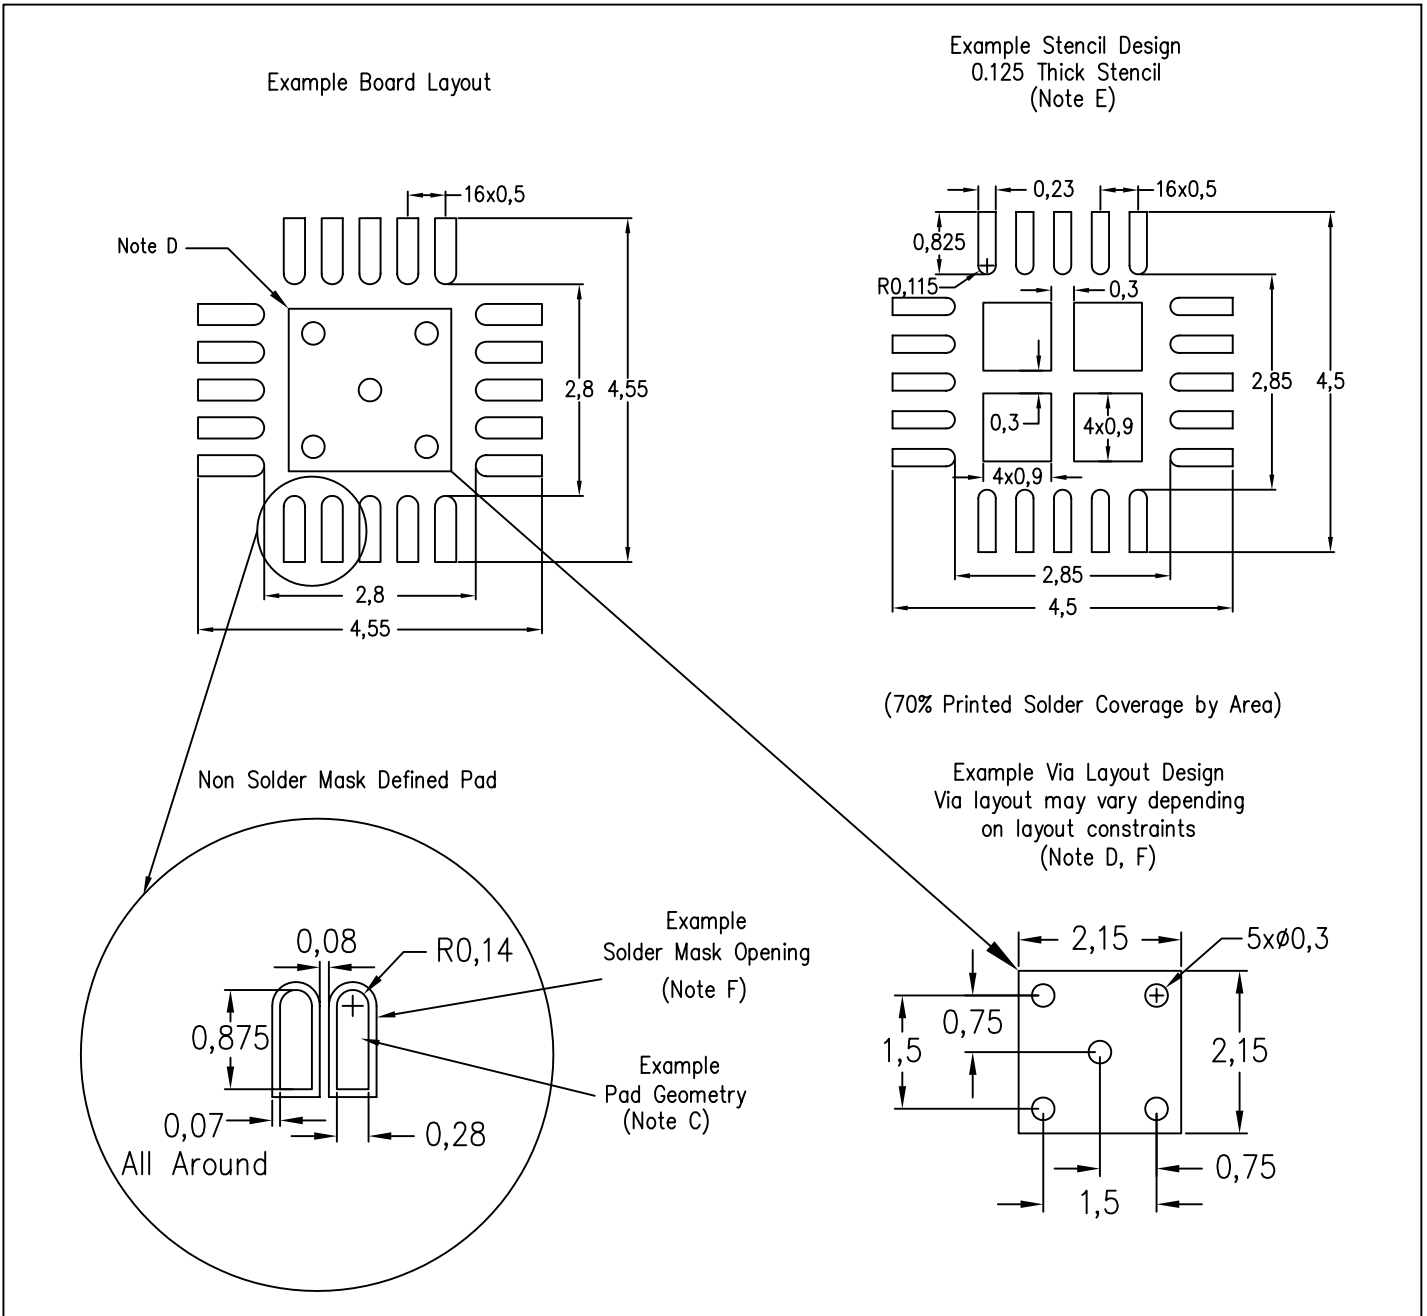 Example Board Layout
16x0,5
Note D
2,8
4,55
2,8
4,55
Example Stencil Design
0.125 Thick Stencil
(Note E)
0,23
16x0,5
0,825
R0,115
0,3
2,85
4,5
0,3
4x0,9
4x0,9
2,85
4,5
(70% Printed Solder Coverage by Area)
Non Solder Mask Defined Pad
0,08
R0,14
Example
Solder Mask Opening
(Note F)
0,875
Example
Pad Geometry
(Note C)
0,07
0,28
All Around
Example Via Layout Design
Via layout may vary depending
on layout constraints
(Note D, F)
2,15
5xø0,3
0,75
1,5
2,15
0,75
1,5